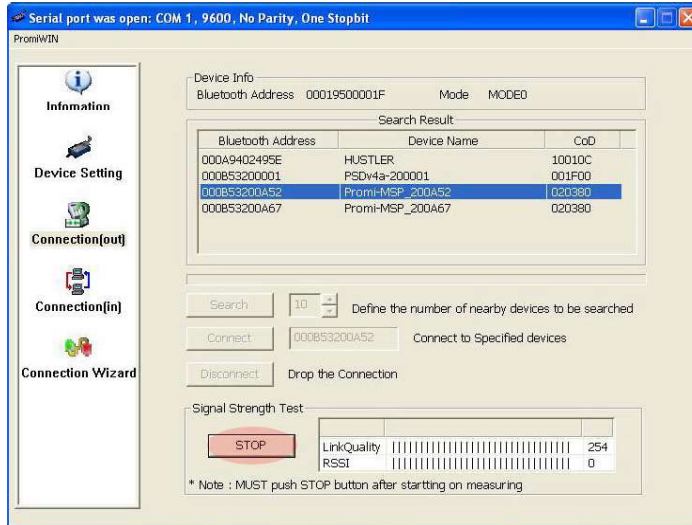 Serial port was open: COM 1, 9600, No Parity, One Stopbit
PromiWIN
Infomation
Device Setting
Connection(out)
Connection(in)
Connection Wizard
Device Info
Bluetooth Address 00019500001F Mode MODE0
Search Result
Bluetooth Address Device Name CoD
000A9402495E HUSTLER 10010C
000B53200001 PSDv4a-200001 001F00
000B53200A52 Promi-MSP_200A52 020380
000B53200A67 Promi-MSP_200A67 020380
Search 10 Define the number of nearby devices to be searched
Connect 000B53200A52 Connect to Specified devices
Disconnect Drop the Connection
Signal Strength Test
STOP
LinkQuality 254
RSSI 0
* Note : MUST push STOP button after startting on measuring